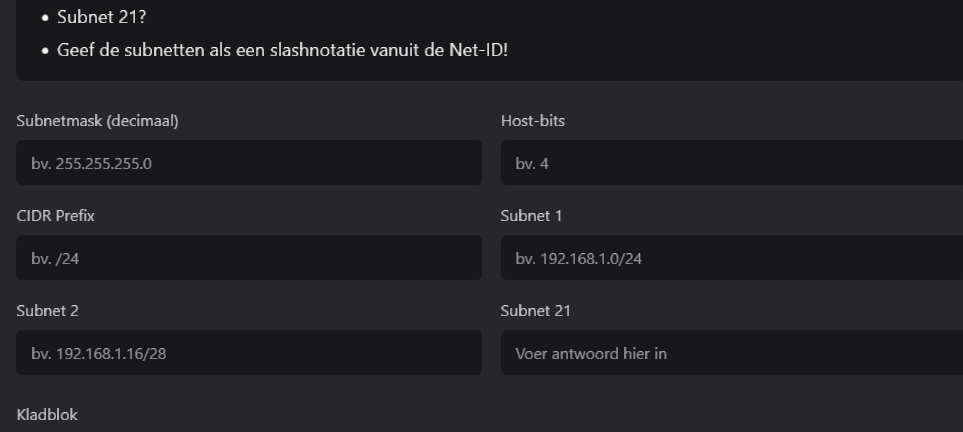 • Subnet 21?
• Geef de subnetten als een slashnotatie vanuit de Net-ID!
Subnetmask (decimaal)
Host-bits
bv. 255.255.255.0
bv. 4
CIDR Prefix
Subnet 1
bv. /24
bv. 192.168.1.0/24
Subnet 2
Subnet 21
bv. 192.168.1.16/28
Voer antwoord hier in
Kladblok